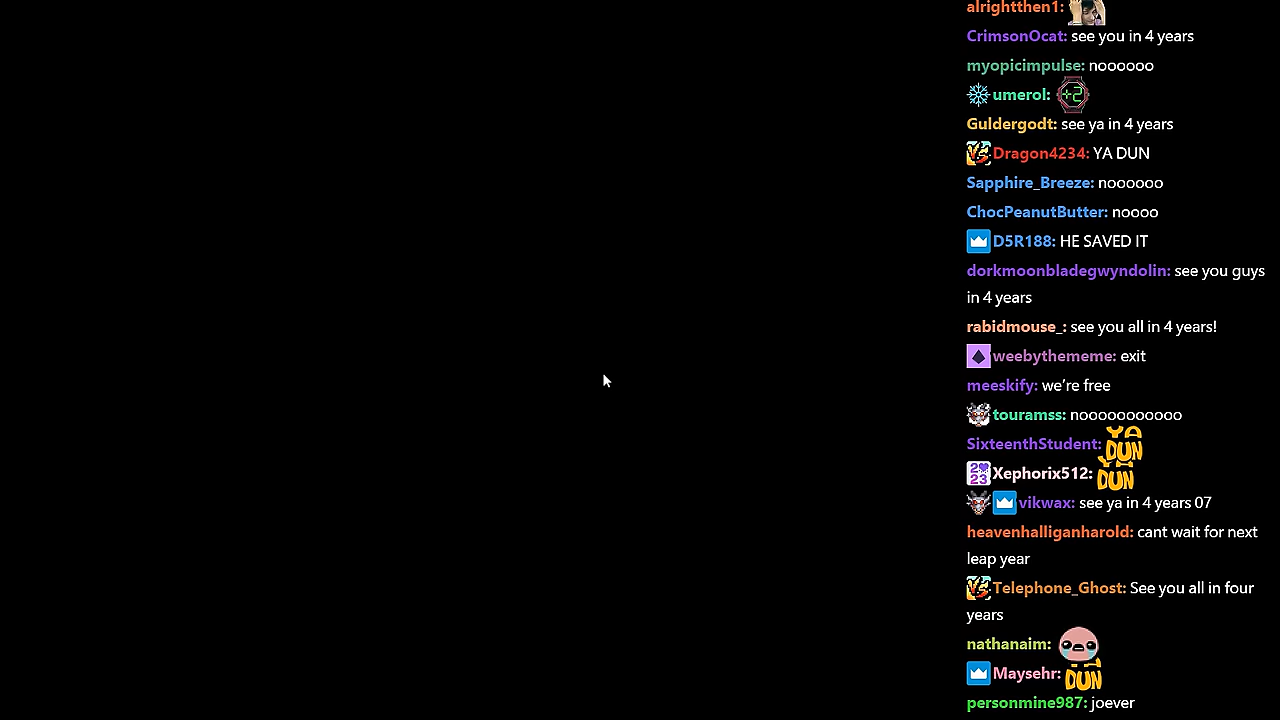 alrightthen1:
CrimsonOcat: see you in 4 years
myopicimpulse: noooooo
umerol: +2
Guldergodt: see ya in 4 years
Dragon4234: YA DUN
Sapphire_Breeze: noooooo
ChocPeanutButter: noooo
D5R188: HE SAVED IT
dorkmoonbladegwyndolin: see you guys
in 4 years
rabidmouse_: see you all in 4 years!
weebythememe: exit
meeskify: we’re free
touramss: nooooooooooo
SixteenthStudent: YA DUN
2023 Xephorix512: DUN
vikwax: see ya in 4 years 07
heavenhalliganharold: cant wait for next
leap year
Telephone_Ghost: See you all in four
years
nathanaim:
Maysehr: DUN
personmine987: joever